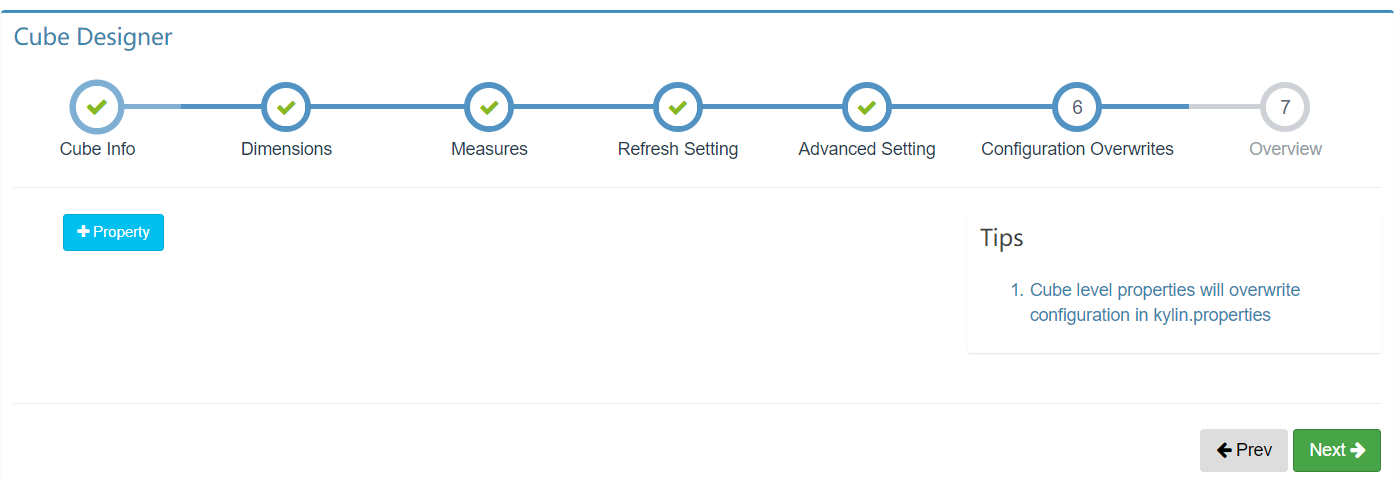 Cube Designer
6
7
Cube Info
Dimensions
Measures
Refresh Setting
Advanced Setting
Configuration Overwrites
Overview
Property
Tips
1. Cube level properties will overwrite
configuration in kylin.properties
Prev
Next